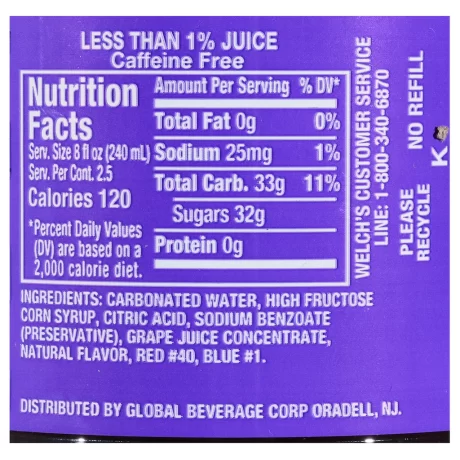 LESS THAN 1% JUICE
Caffeine Free
Nutrition
Facts
Serv. Size 8 fl oz (240 mL)
Serv. Per Cont. 2.5
Calories 120
*Percent Daily Values
(DV) are based on a
2,000 calorie diet.
Amount Per Serving % DV*
Total Fat 0g 0%
Sodium 25mg 1%
Total Carb. 33g 11%
Sugars 32g
Protein 0g
WELCH'S CUSTOMER SERVICE
LINE: 1-800-340-6870
PLEASE
RECYCLE
NO REFILL
K
INGREDIENTS: CARBONATED WATER, HIGH FRUCTOSE
CORN SYRUP, CITRIC ACID, SODIUM BENZOATE
(PRESERVATIVE), GRAPE JUICE CONCENTRATE,
NATURAL FLAVOR, RED #40, BLUE #1.
DISTRIBUTED BY GLOBAL BEVERAGE CORP ORADELL, NJ.